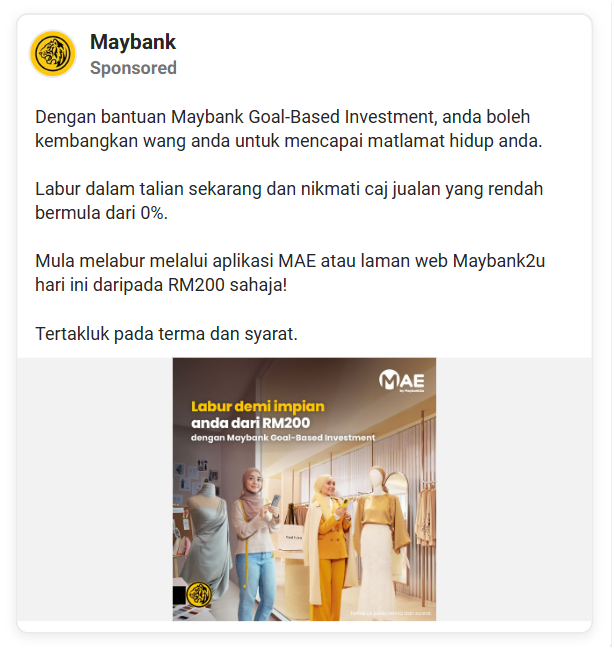 Maybank
Sponsored
Dengan bantuan Maybank Goal-Based Investment, anda boleh
kembangkan wang anda untuk mencapai matlamat hidup anda.
Labur dalam talian sekarang dan nikmati caj jualan yang rendah
bermula dari 0%.
Mula melabur melalui aplikasi MAE atau laman web Maybank2u
hari ini daripada RM200 sahaja!
Tertakluk pada terma dan syarat.
MAE
by Maybank2u
Labur demi impian
anda dari RM200
dengan Maybank Goal-Based Investment
Tertakluk pada terma dan syarat.